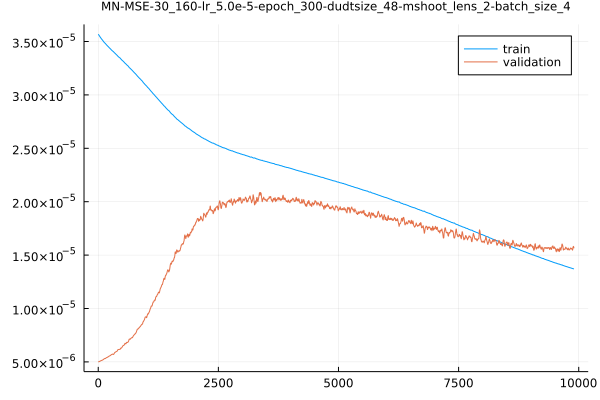 MN-MSE-30_160-lr_5.0e-5-epoch_300-dudtsize_48-mshoot_lens_2-batch_size_4
3.50×10⁻⁵
3.00×10⁻⁵
2.50×10⁻⁵
2.00×10⁻⁵
1.50×10⁻⁵
1.00×10⁻⁵
5.00×10⁻⁶
train
validation
0 2500 5000 7500 10000